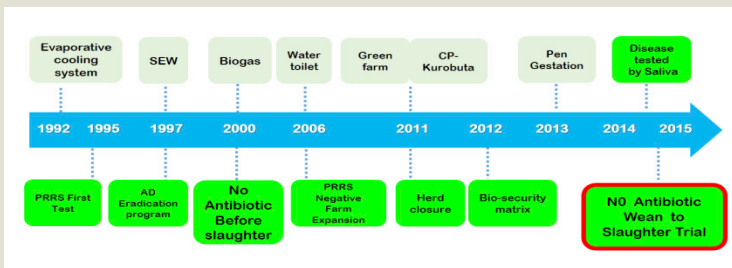 Evaporative
cooling
system
SEW
Biogas
Water
toilet
Green
farm
CP-
Kurobuta
Pen
Gestation
Disease
tested
by Saliva
1992 1995 1997 2000 2006 2011 2012 2013 2014 2015
PRRS First
Test
AD
Eradication
program
No
Antibiotic
Before
slaughter
PRRS
Negative
Farm
Expansion
Herd
closure
Bio-security
matrix
N0 Antibiotic
Wean to
Slaughter Trial